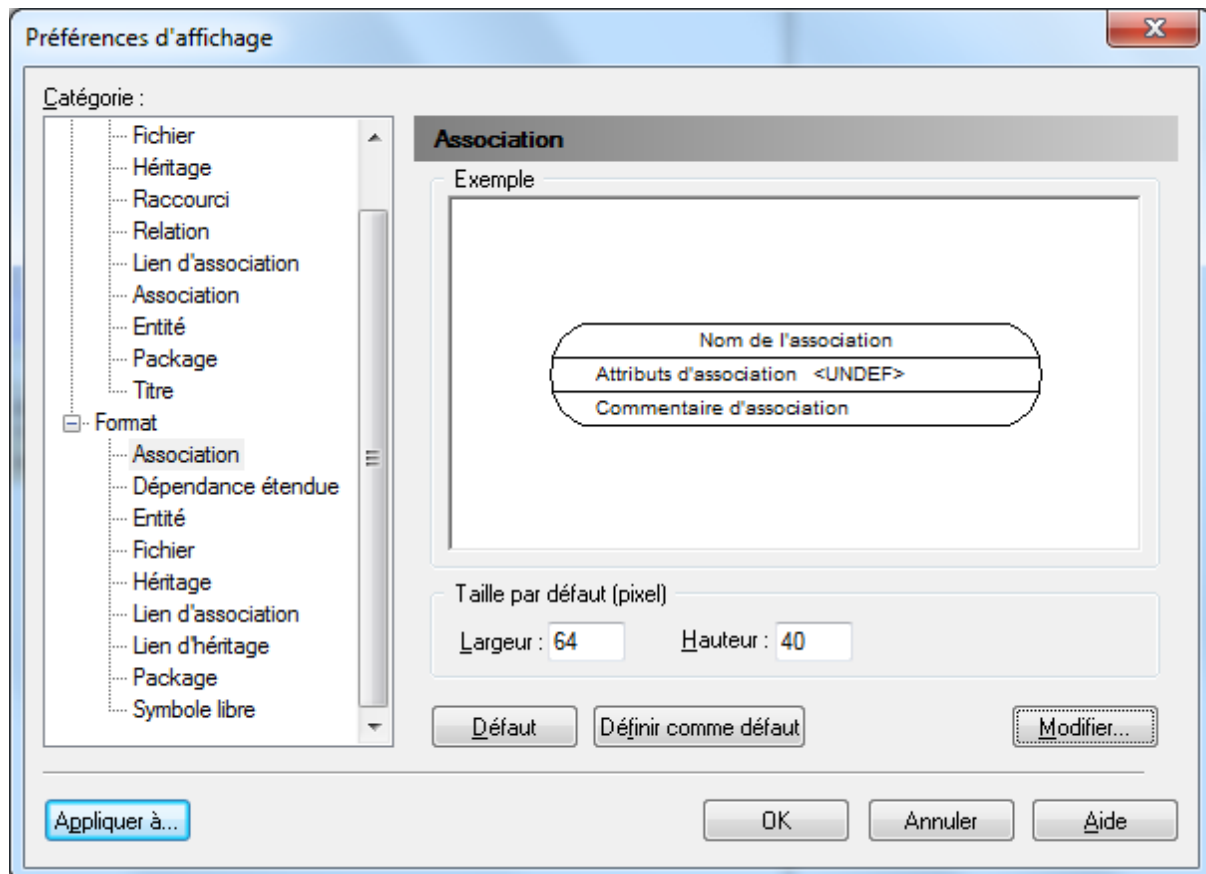 Préférences d'affichage
Catégorie :
Fichier
Héritage
Raccourci
Relation
Lien d'association
Association
Entité
Package
Titre
Format
Association
Dépendance étendue
Entité
Fichier
Héritage
Lien d'association
Lien d'héritage
Package
Symbole libre
Association
Exemple
Nom de l'association
Attributs d'association <UNDEF>
Commentaire d'association
Taille par défaut (pixel)
Largeur : 64 Hauteur : 40
Défaut Définir comme défaut Modifier...
Appliquer à... OK Annuler Aide